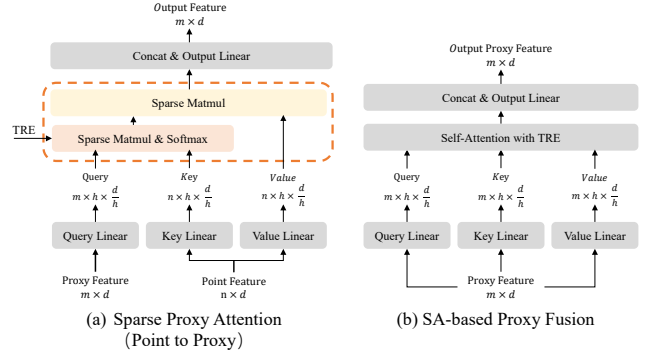 Output Feature
m × d
Concat & Output Linear
Sparse Matmul
TRE
Sparse Matmul & Softmax
Query
Key
Value
m × h × d/h
n × h × d/h
n × h × d/h
Query Linear
Key Linear
Value Linear
Proxy Feature
m × d
Point Feature
n × d
(a) Sparse Proxy Attention
(Point to Proxy)
Output Proxy Feature
m × d
Concat & Output Linear
Self-Attention with TRE
Query
Key
Value
m × h × d/h
m × h × d/h
m × h × d/h
Query Linear
Key Linear
Value Linear
Proxy Feature
m × d
(b) SA-based Proxy Fusion